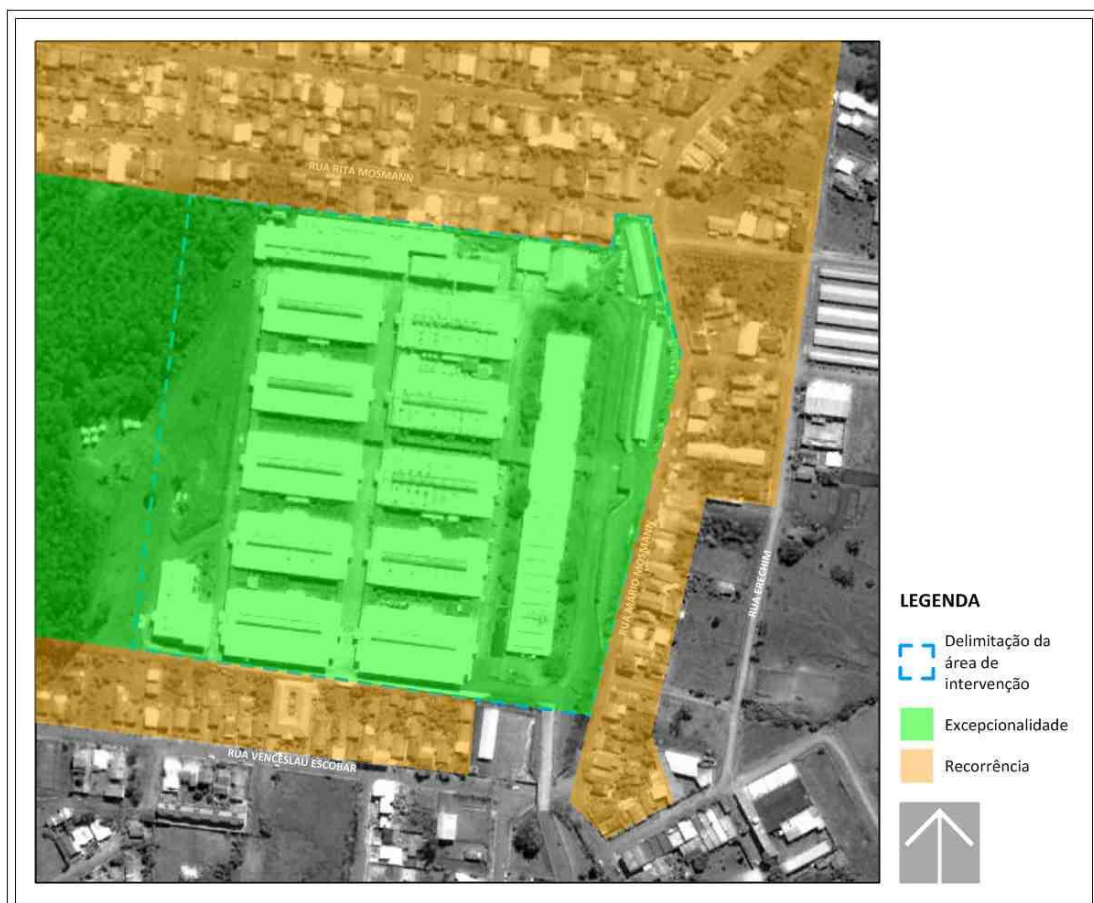 RUA RITA MOSMANN
RUA MARIO MOSMANN
RUA ERECHIM
RUA VENCESLAU ESCOBAR
LEGENDA
Delimitação da
área de
intervenção
Excepcionalidade
Recorrência